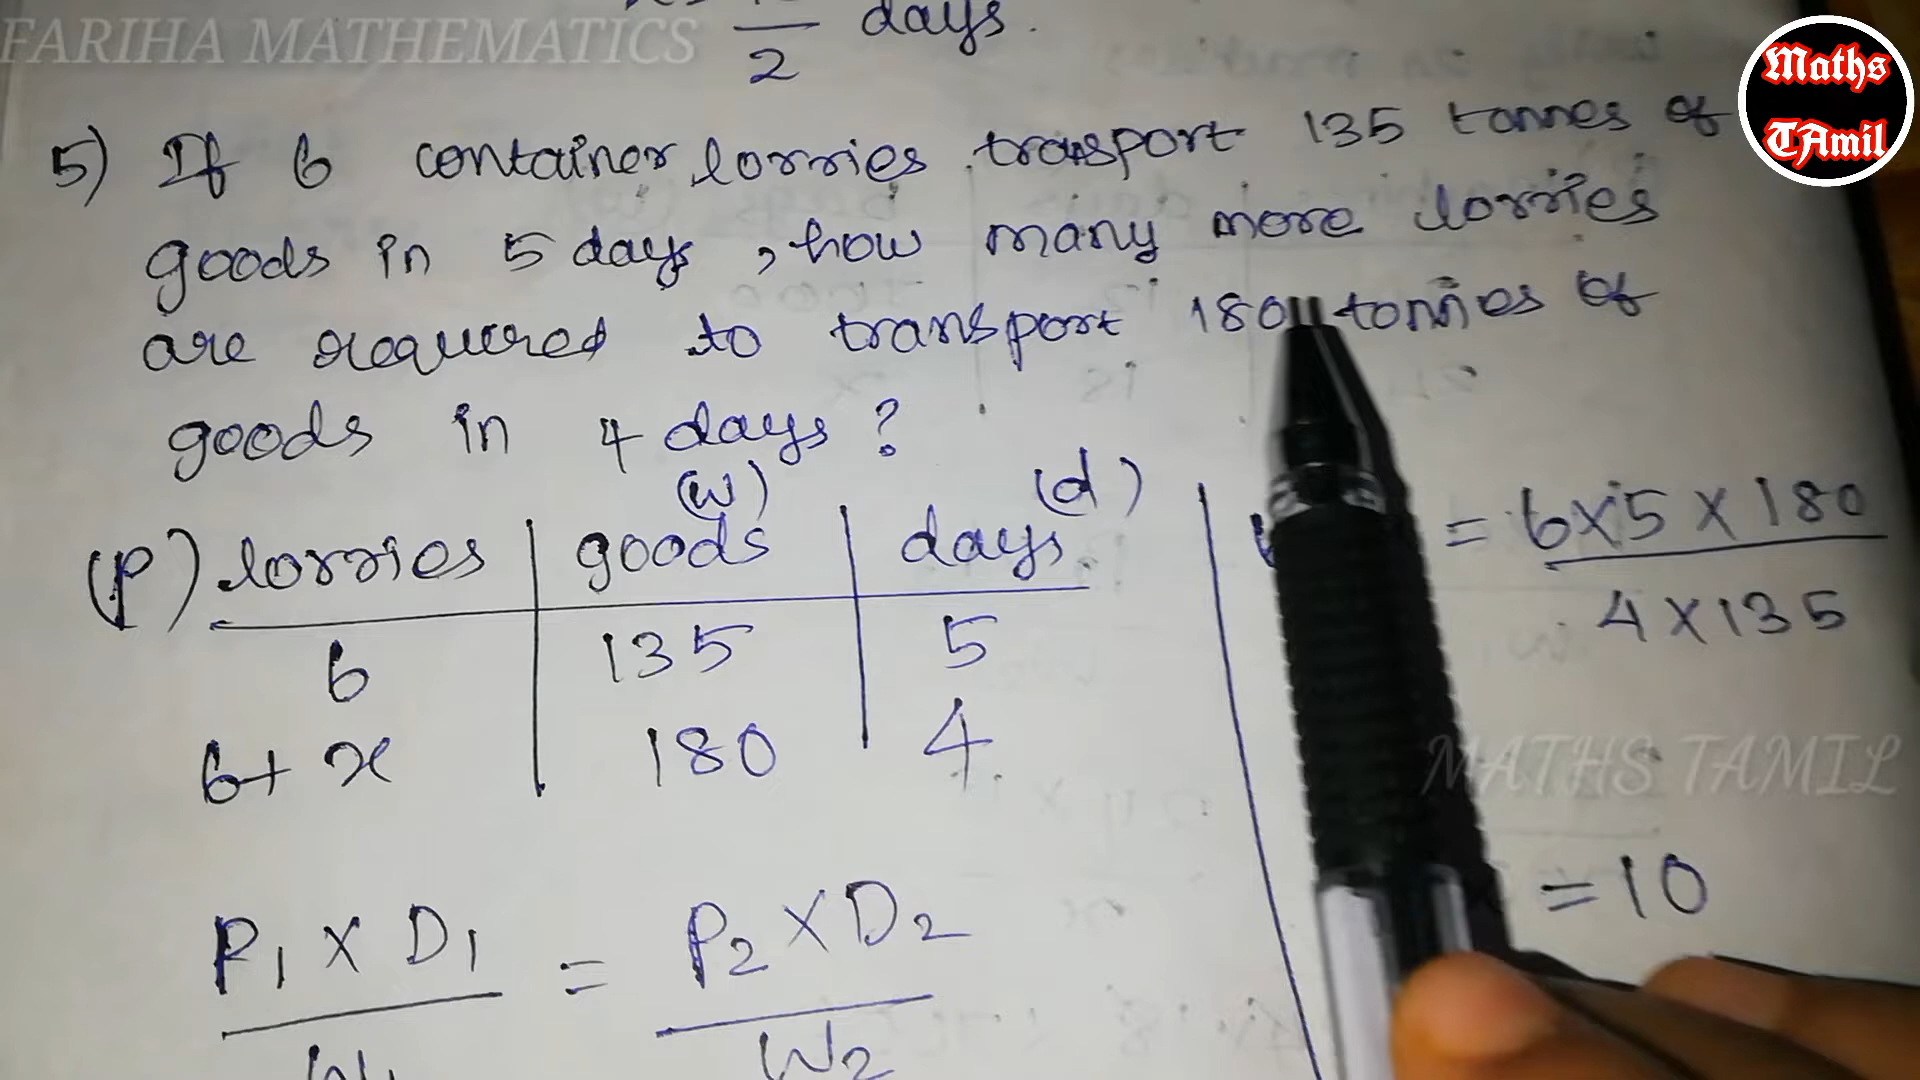 days.
2
FARIHA MATHEMATICS
Maths
TAmil
5) If 6 container lorries transport 135 tonnes of
goods in 5 days, how many more lorries
are required to transport 180 tonnes of
goods in 4 days?
(W) (d)
(P) lorries goods days
6 135 5
6+ x 180 4
P1 X D1 = P2 X D2
W1 W2
= 6X5 X 180
4 X 135
MATHS TAMIL
= 10